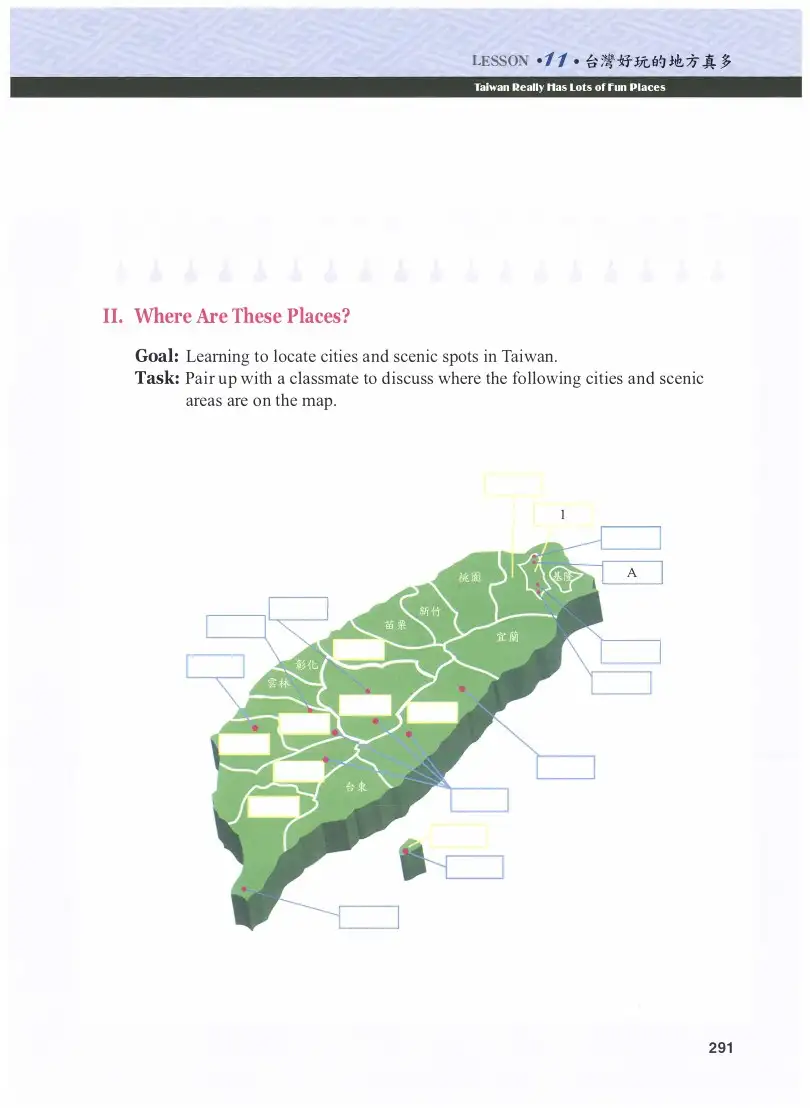 LESSON •11• 台灣好玩的地方真多
Taiwan Really Has Lots of Fun Places
II. Where Are These Places?
Goal: Learning to locate cities and scenic spots in Taiwan.
Task: Pair up with a classmate to discuss where the following cities and scenic
areas are on the map.
1
A
桃園
基隆
新竹
苗栗
宜蘭
彰化
雲林
台東
291